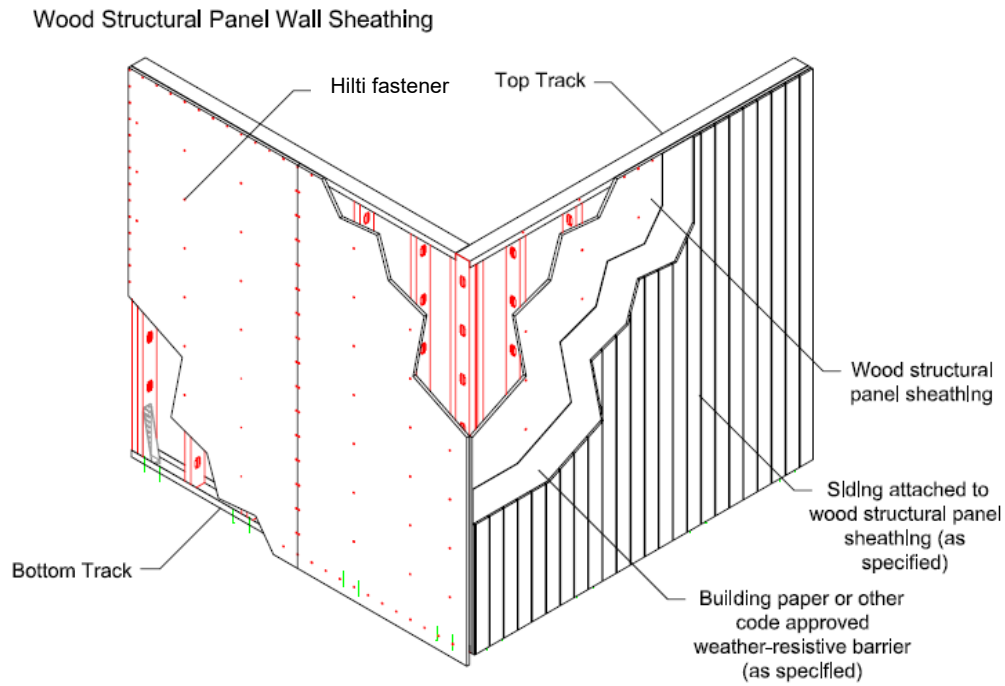 Wood Structural Panel Wall Sheathing
Hilti fastener
Top Track
Wood structural
panel sheathing
Siding attached to
wood structural panel
sheathing (as
specified)
Bottom Track
Building paper or other
code approved
weather-resistive barrier
(as specified)